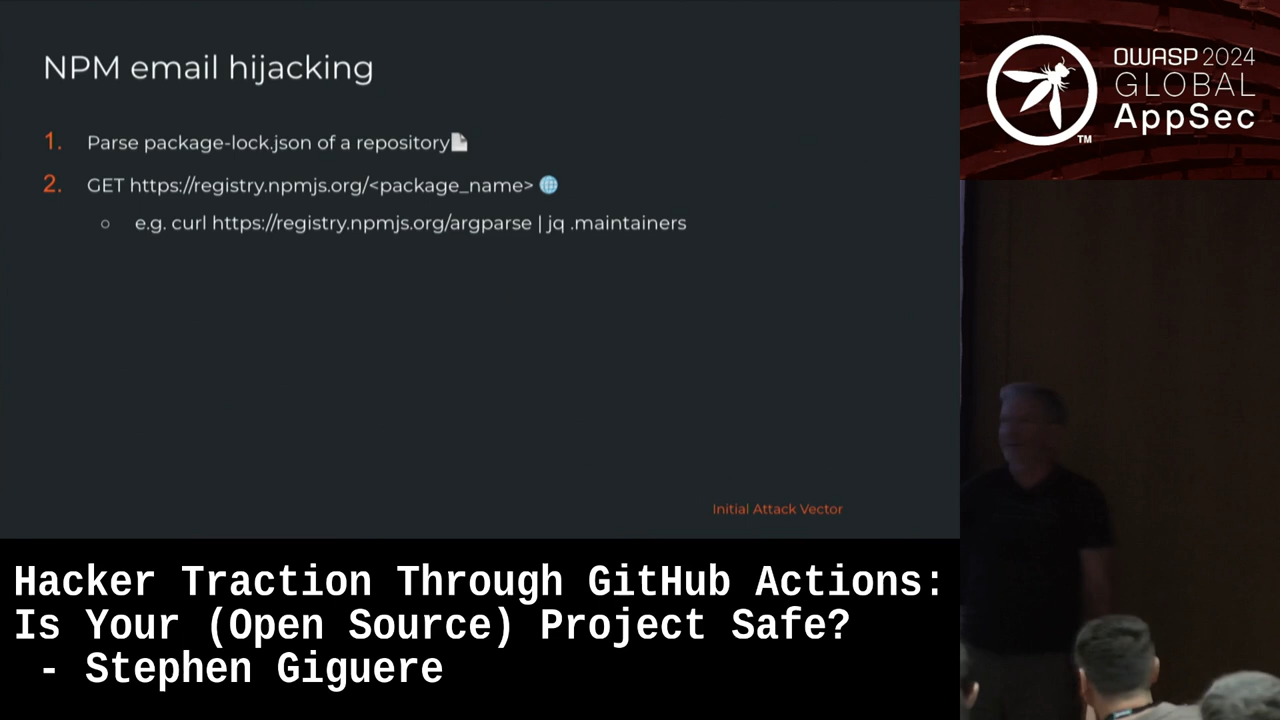 NPM email hijacking
1. Parse package-lock.json of a repository
2. GET https://registry.npmjs.org/<package_name>
○ e.g. curl https://registry.npmjs.org/argparse | jq .maintainers
Initial Attack Vector
OWASP 2024
GLOBAL
AppSec
TM
Hacker Traction Through GitHub Actions:
Is Your (Open Source) Project Safe?
- Stephen Giguere